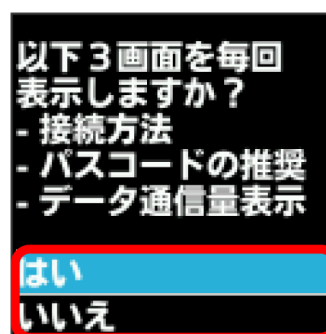 以下３画面を毎回
表示しますか？
- 接続方法
- パスコードの推奨
- データ通信量表示
はい
いいえ